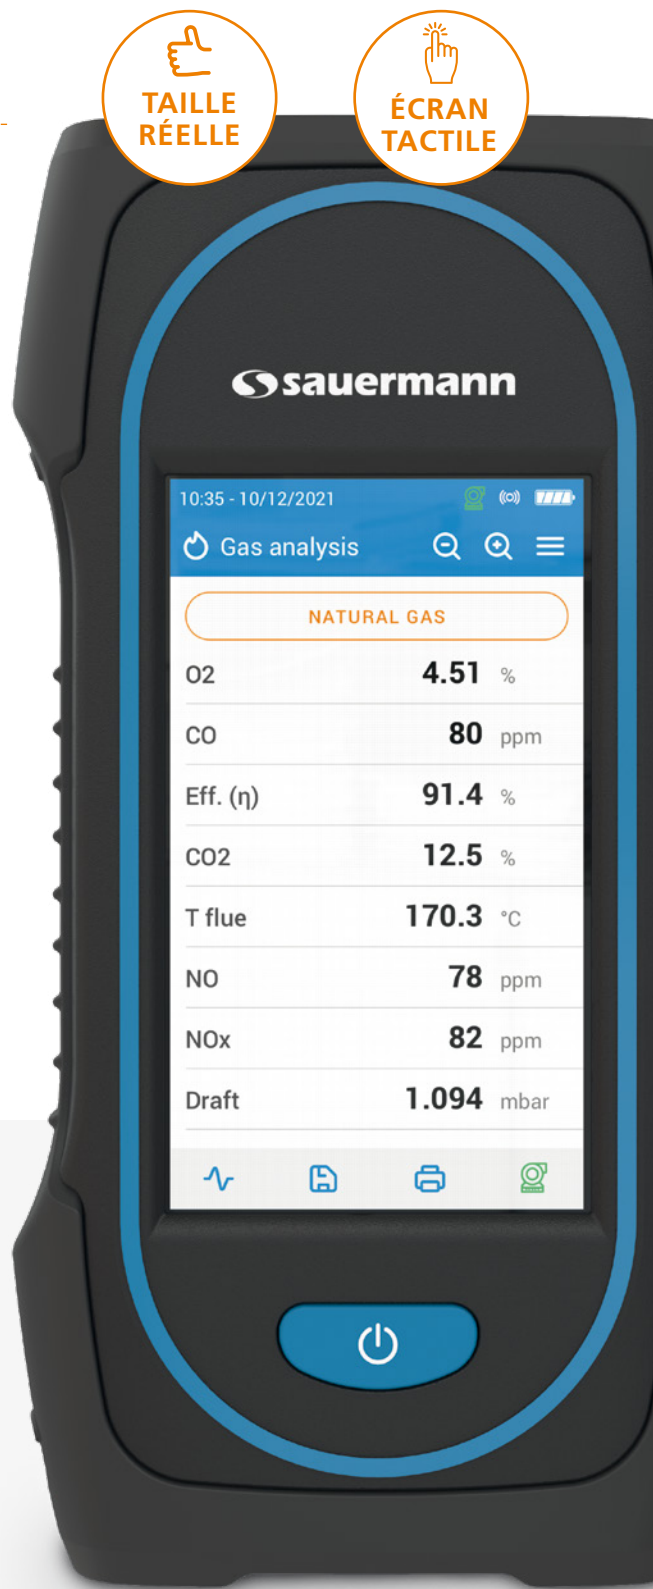 TAILLE
RÉELLE
ÉCRAN
TACTILE
sauermann
10:35 - 10/12/2021
Gas analysis
NATURAL GAS
O2 4.51 %
CO 80 ppm
Eff. (η) 91.4 %
CO2 12.5 %
T flue 170.3 °C
NO 78 ppm
NOx 82 ppm
Draft 1.094 mbar